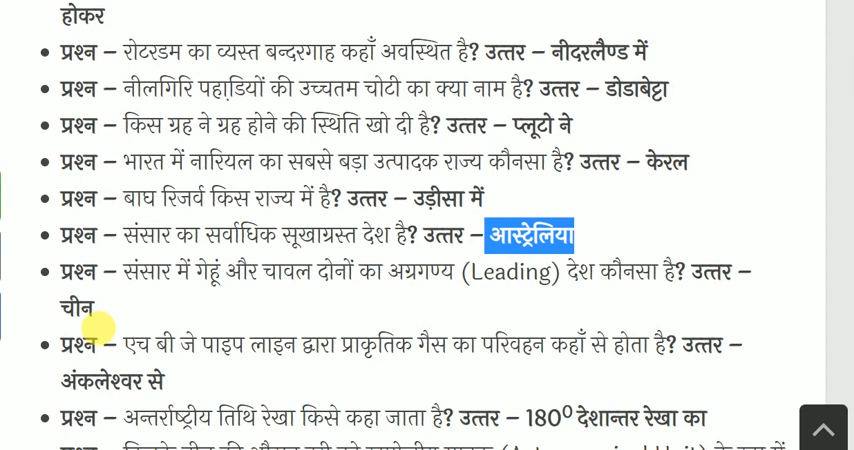 होकर
प्रश्न – रोटरडम का व्यस्त बन्दरगाह कहाँ अवस्थित है? उत्तर – नीदरलैण्ड में
प्रश्न – नीलगिरि पहाडि़यों की उच्चतम चोटी का क्या नाम है? उत्तर – डोडाबेट्टा
प्रश्न – किस ग्रह ने ग्रह होने की स्थिति खो दी है? उत्तर – प्लूटो ने
प्रश्न – भारत में नारियल का सबसे बड़ा उत्पादक राज्य कौनसा है? उत्तर – केरल
प्रश्न – बाघ रिजर्व किस राज्य में है? उत्तर – उड़ीसा में
प्रश्न – संसार का सर्वाधिक सूखाग्रस्त देश है? उत्तर – आस्ट्रेलिया
प्रश्न – संसार में गेहूं और चावल दोनों का अग्रगण्य (Leading) देश कौनसा है? उत्तर –
चीन
प्रश्न – एच बी जे पाइप लाइन द्वारा प्राकृतिक गैस का परिवहन कहाँ से होता है? उत्तर –
अंकलेश्वर से
प्रश्न – अन्तर्राष्ट्रीय तिथि रेखा किसे कहा जाता है? उत्तर – 180⁰ देशान्तर रेखा का